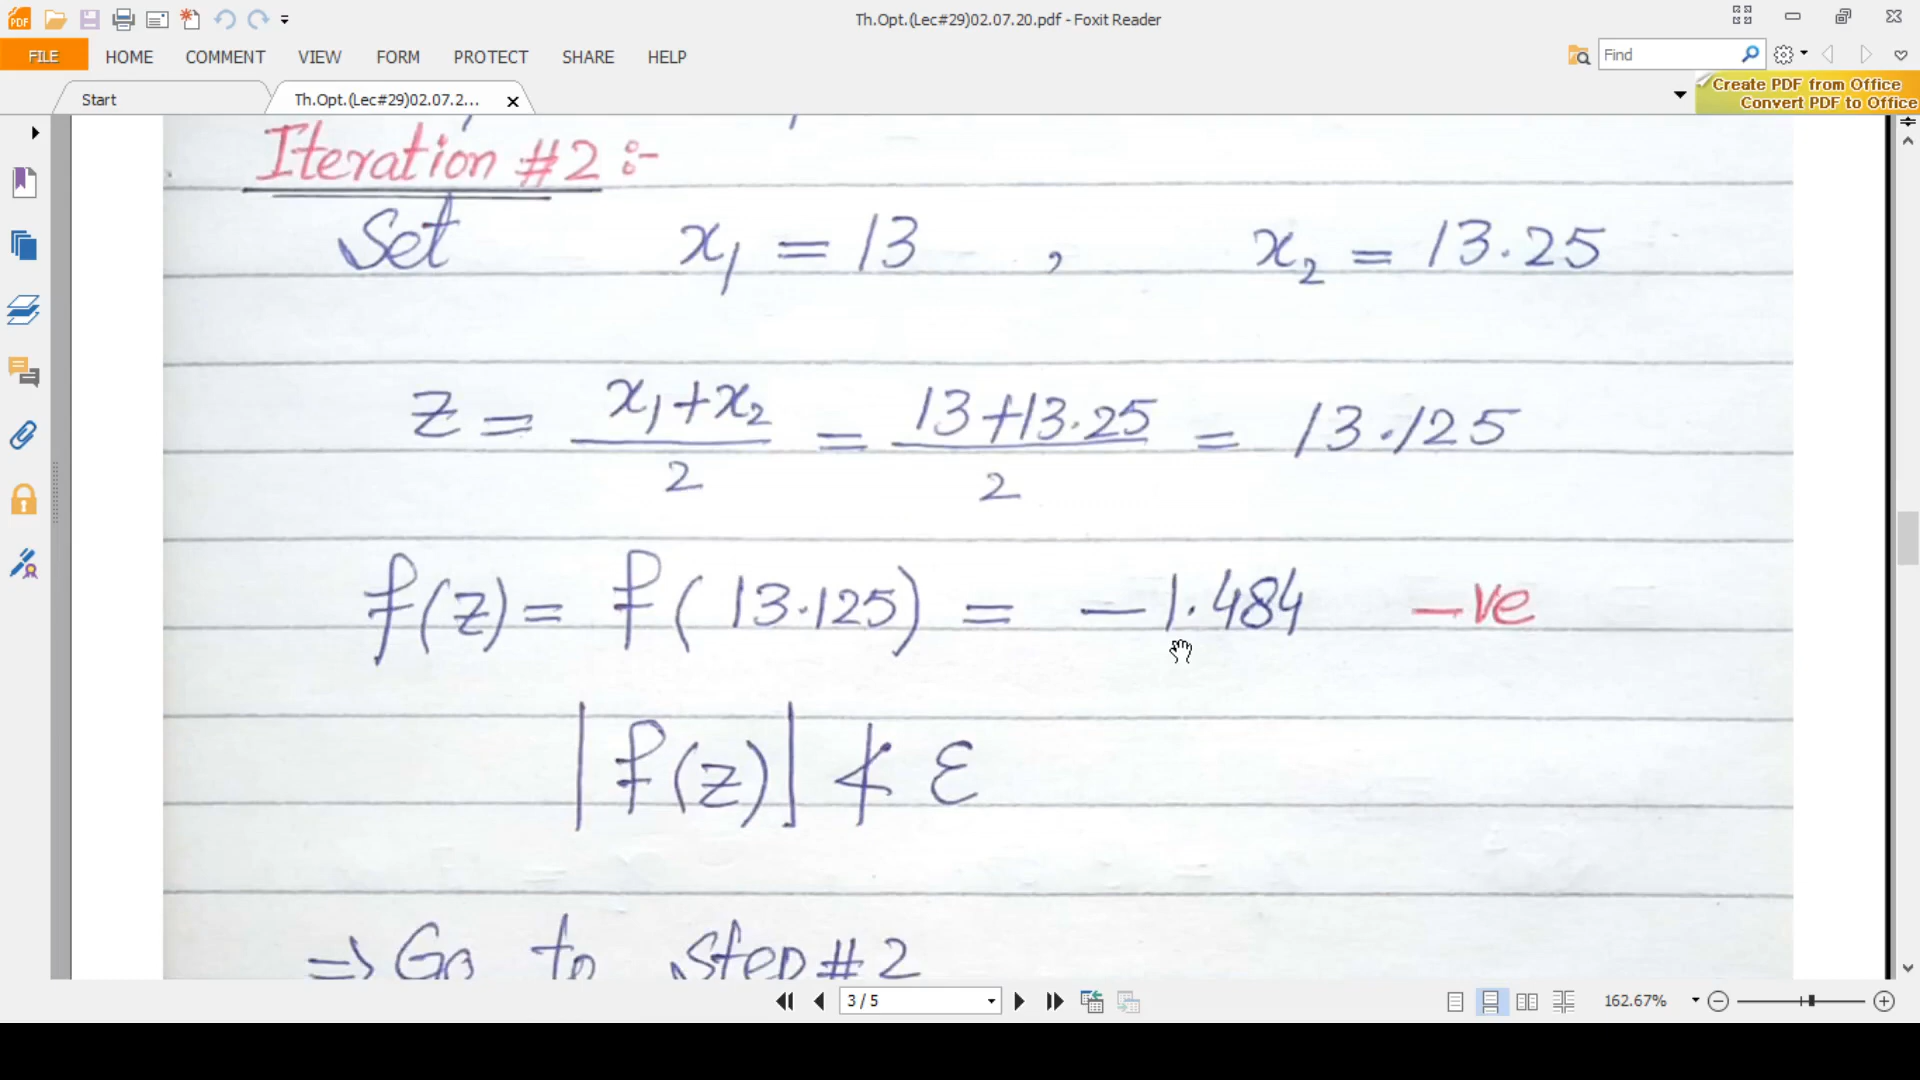 Th.Opt.(Lec#29)02.07.20.pdf - Foxit Reader
FILE HOME COMMENT VIEW FORM PROTECT SHARE HELP
Find
Start
Th.Opt.(Lec#29)02.07.2...
Create PDF from Office
Convert PDF to Office
Iteration #2 :-
Set x₁ = 13 , x₂ = 13.25
z = (x₁+x₂)/2 = (13+13.25)/2 = 13.125
f(z) = f(13.125) = -1.484 -ve
|f(z)| ≮ ε
⇒ Go to step#2
3 / 5
162.67%